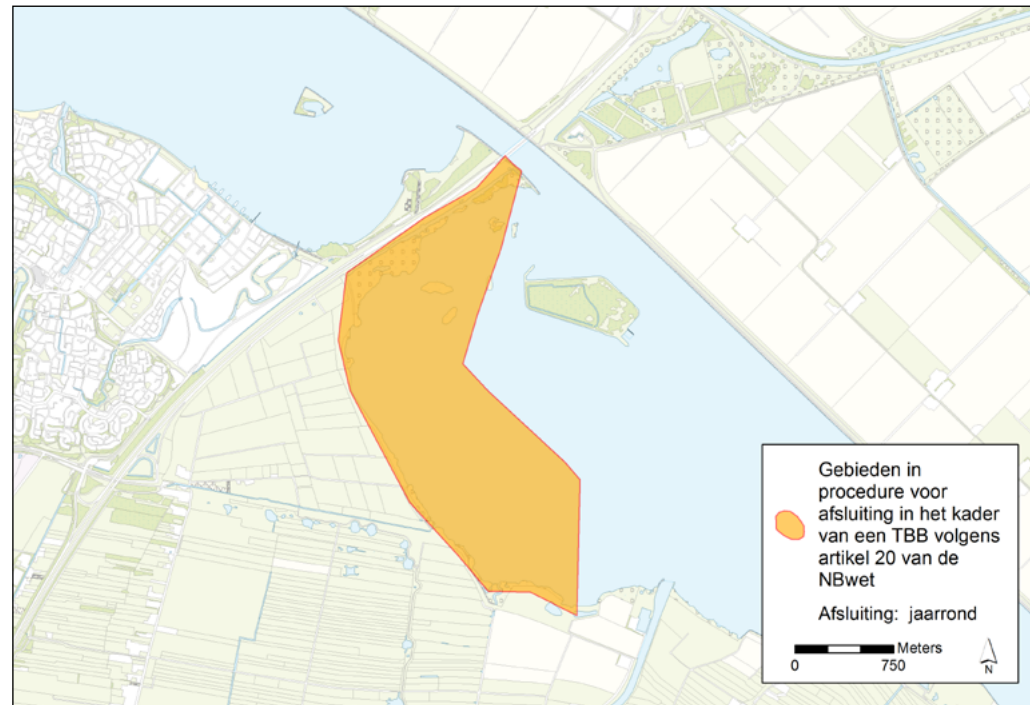 Gebieden in
procedure voor
afsluiting in het kader
van een TBB volgens
artikel 20 van de
NBwet
Afsluiting: jaarrond
Meters
0 750
N